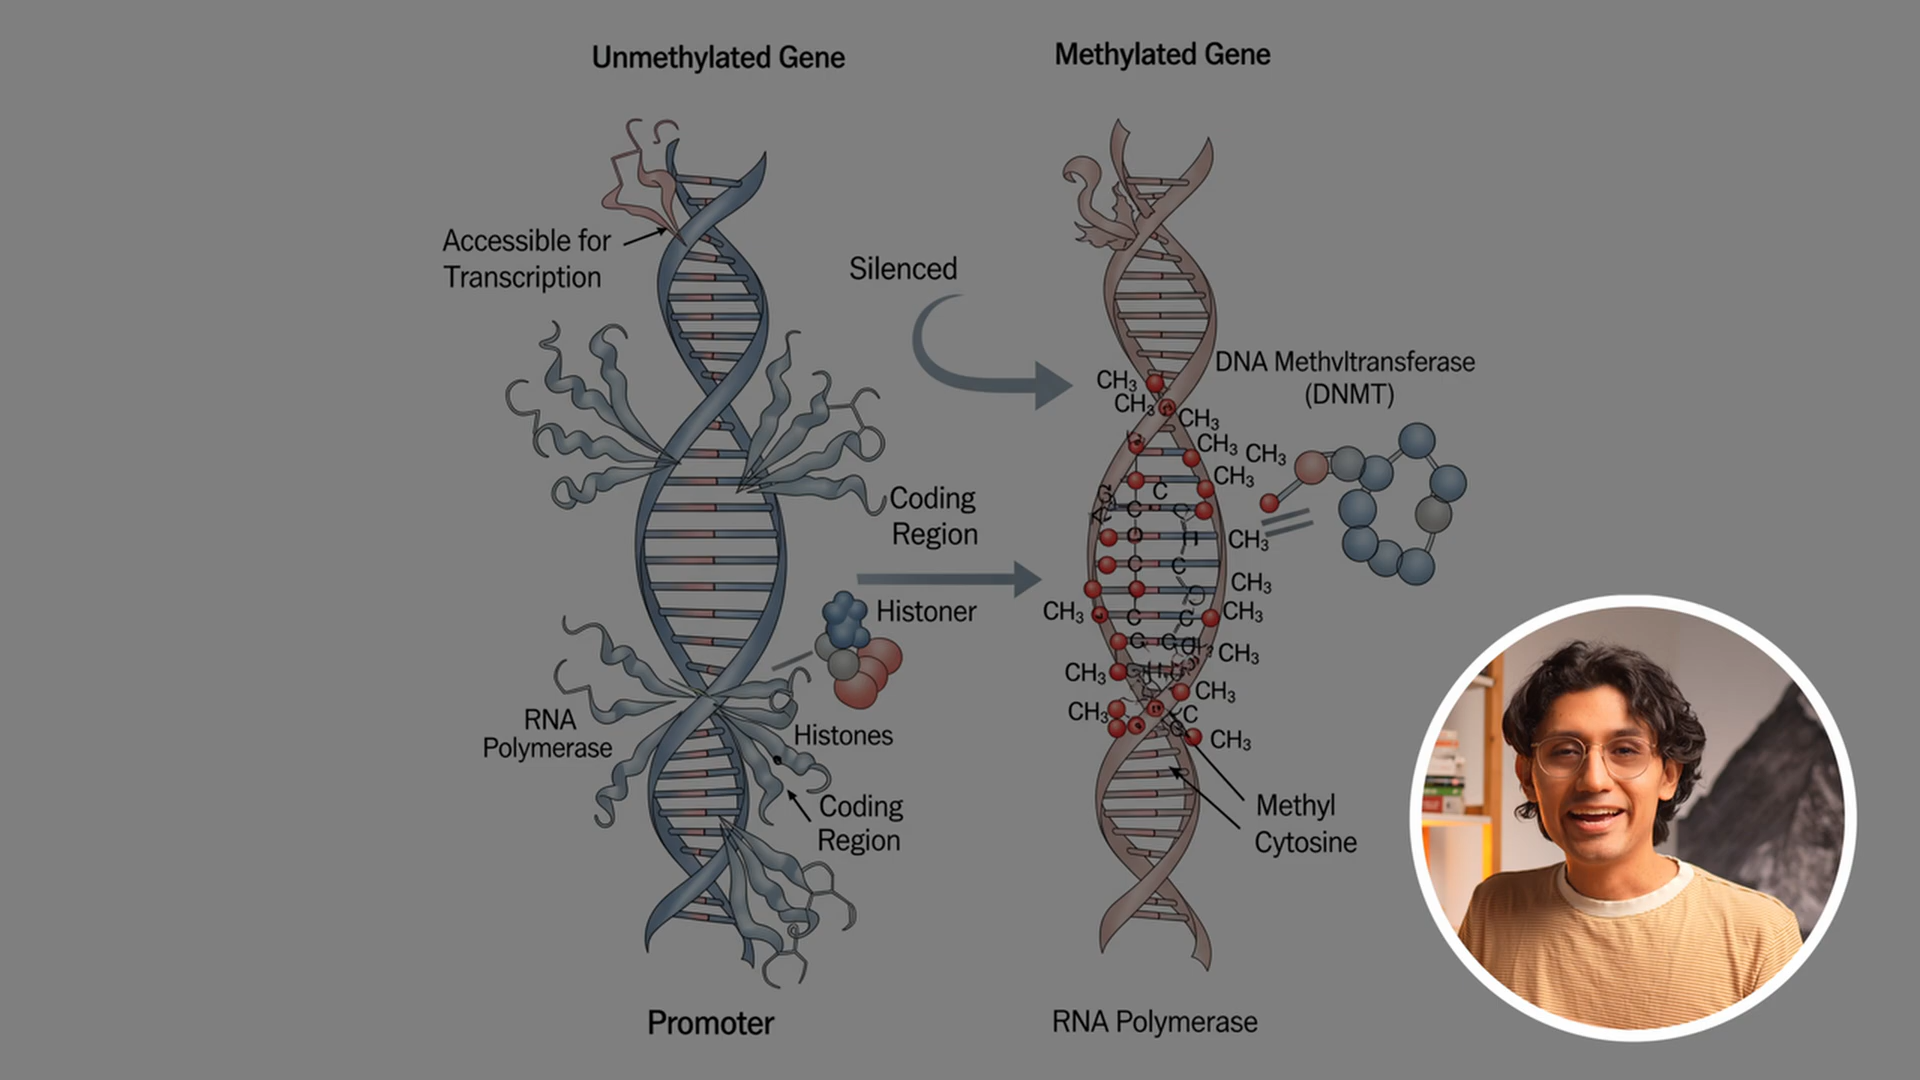 Unmethylated Gene
Methylated Gene
Accessible for
Transcription
Silenced
DNA Methvltransferase
(DNMT)
CH3
CH3
CH3
CH3
CH3
CH3
G
C
C
Coding
Region
CH3
H
C
C
CH3
Histoner
CH3
CH3
C
C
CH3
CH3
CH3
RNA
Polymerase
CH3
C
Histones
CH3
Coding
Region
Methyl
Cytosine
Promoter
RNA Polymerase